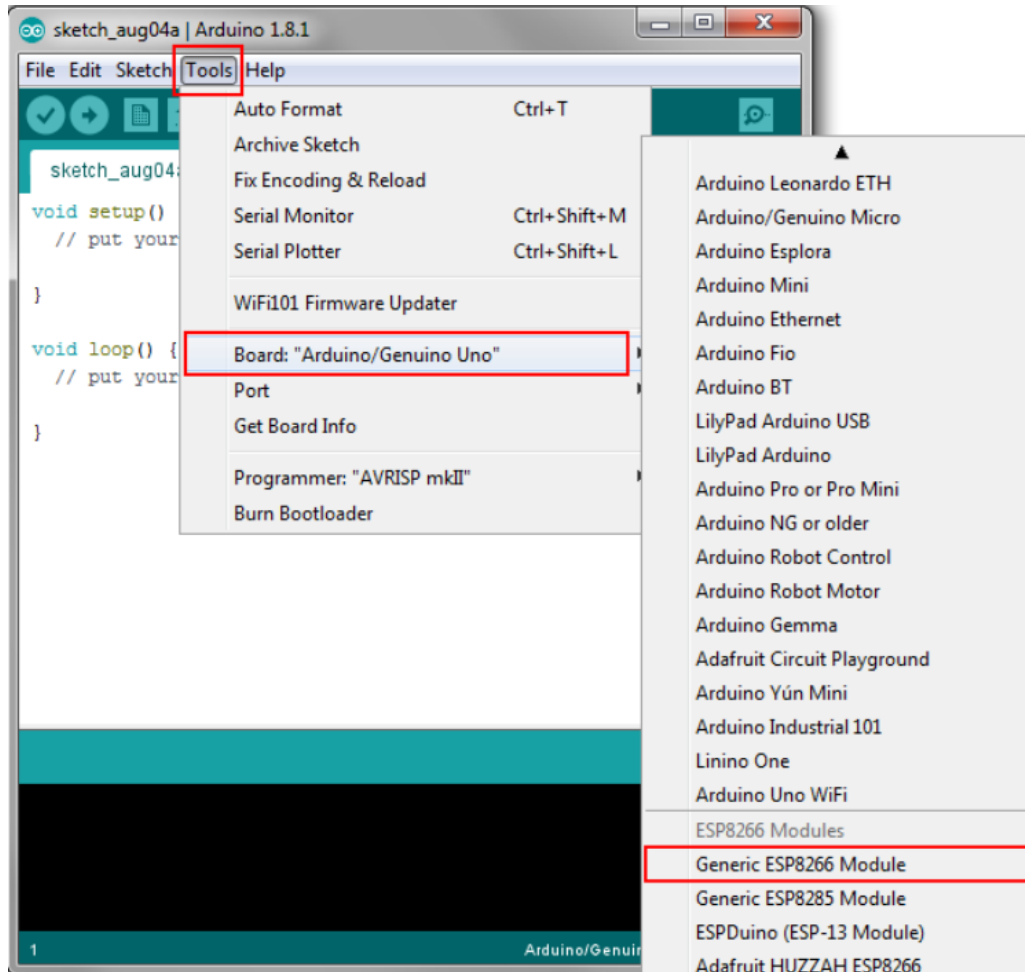 sketch_aug04a | Arduino 1.8.1
File Edit Sketch Tools Help
sketch_aug04a
void setup()
// put your
}
void loop() {
// put your
}
Auto Format Ctrl+T
Archive Sketch
Fix Encoding & Reload
Serial Monitor Ctrl+Shift+M
Serial Plotter Ctrl+Shift+L
WiFi101 Firmware Updater
Board: "Arduino/Genuino Uno"
Port
Get Board Info
Programmer: "AVRISP mkII"
Burn Bootloader
Arduino Leonardo ETH
Arduino/Genuino Micro
Arduino Esplora
Arduino Mini
Arduino Ethernet
Arduino Fio
Arduino BT
LilyPad Arduino USB
LilyPad Arduino
Arduino Pro or Pro Mini
Arduino NG or older
Arduino Robot Control
Arduino Robot Motor
Arduino Gemma
Adafruit Circuit Playground
Arduino Yún Mini
Arduino Industrial 101
Linino One
Arduino Uno WiFi
ESP8266 Modules
Generic ESP8266 Module
Generic ESP8285 Module
ESPDuino (ESP-13 Module)
Adafruit HUZZAH ESP8266
1 Arduino/Genui